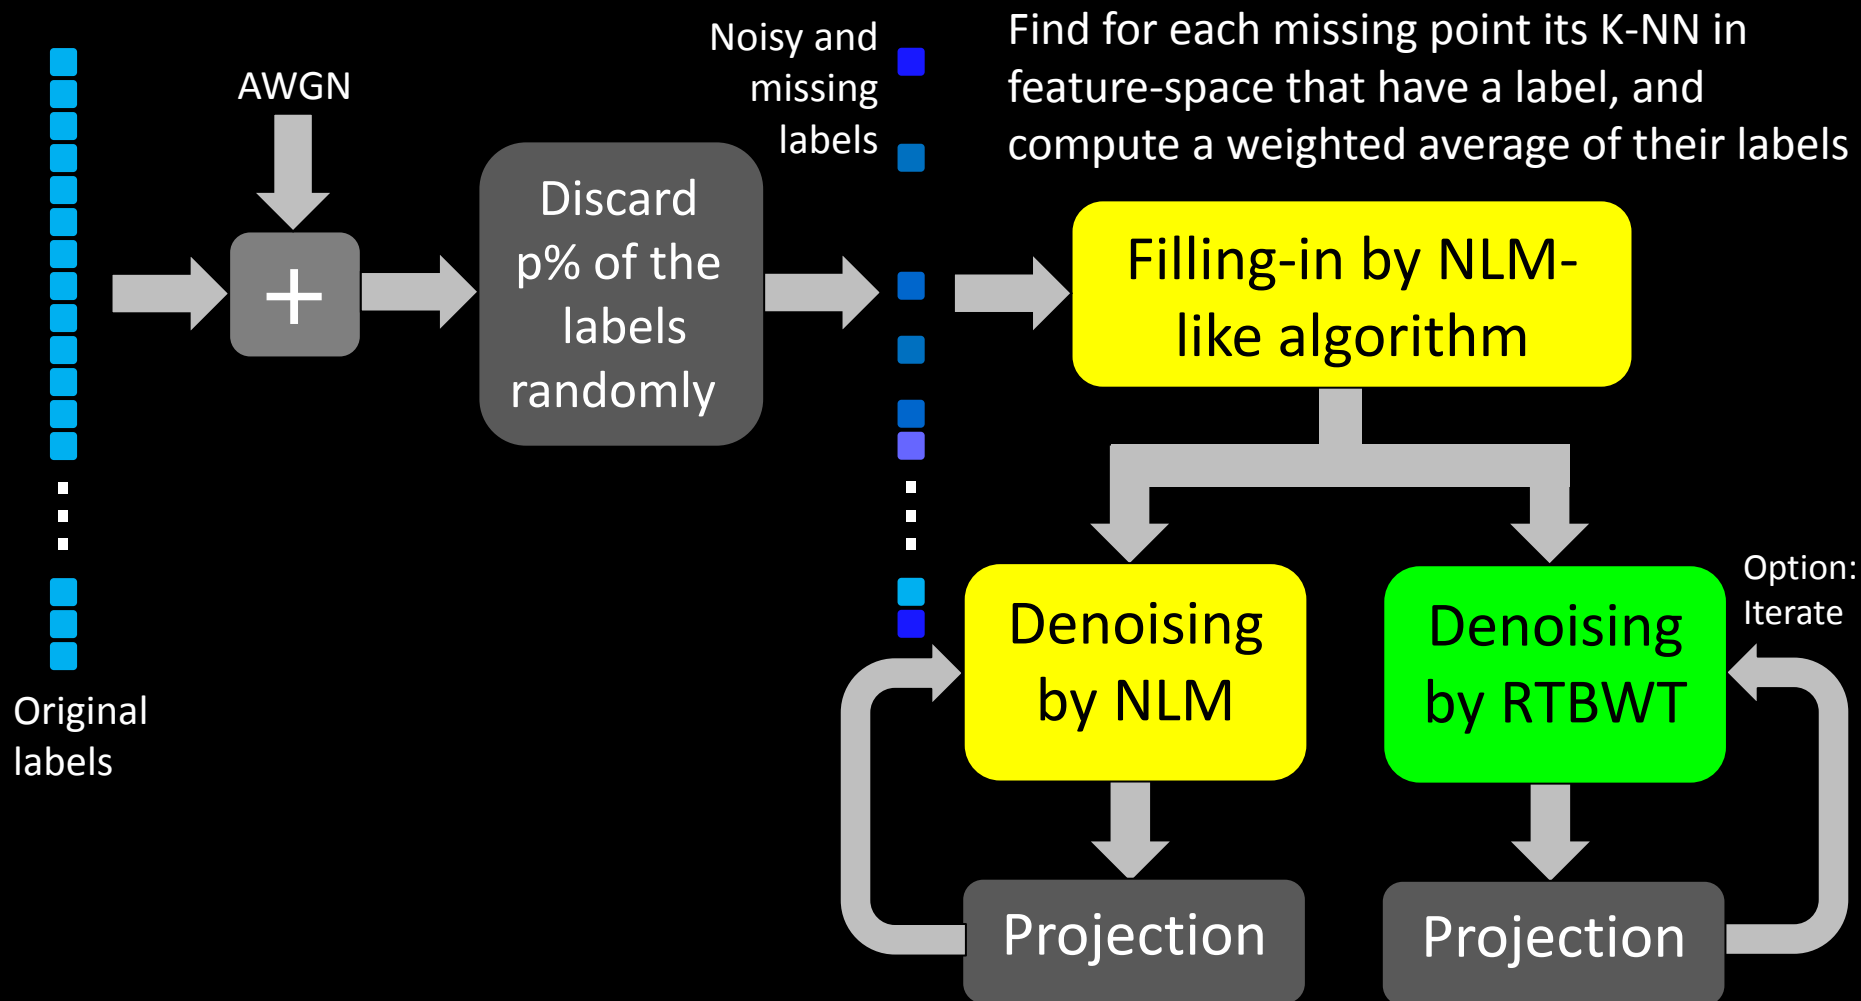 Noisy and
missing
labels
Find for each missing point its K-NN in
feature-space that have a label, and
compute a weighted average of their labels
AWGN
+
Discard
p% of the
labels
randomly
Filling-in by NLM-
like algorithm
Original
labels
Denoising
by NLM
Denoising
by RTBWT
Option:
Iterate
Projection
Projection